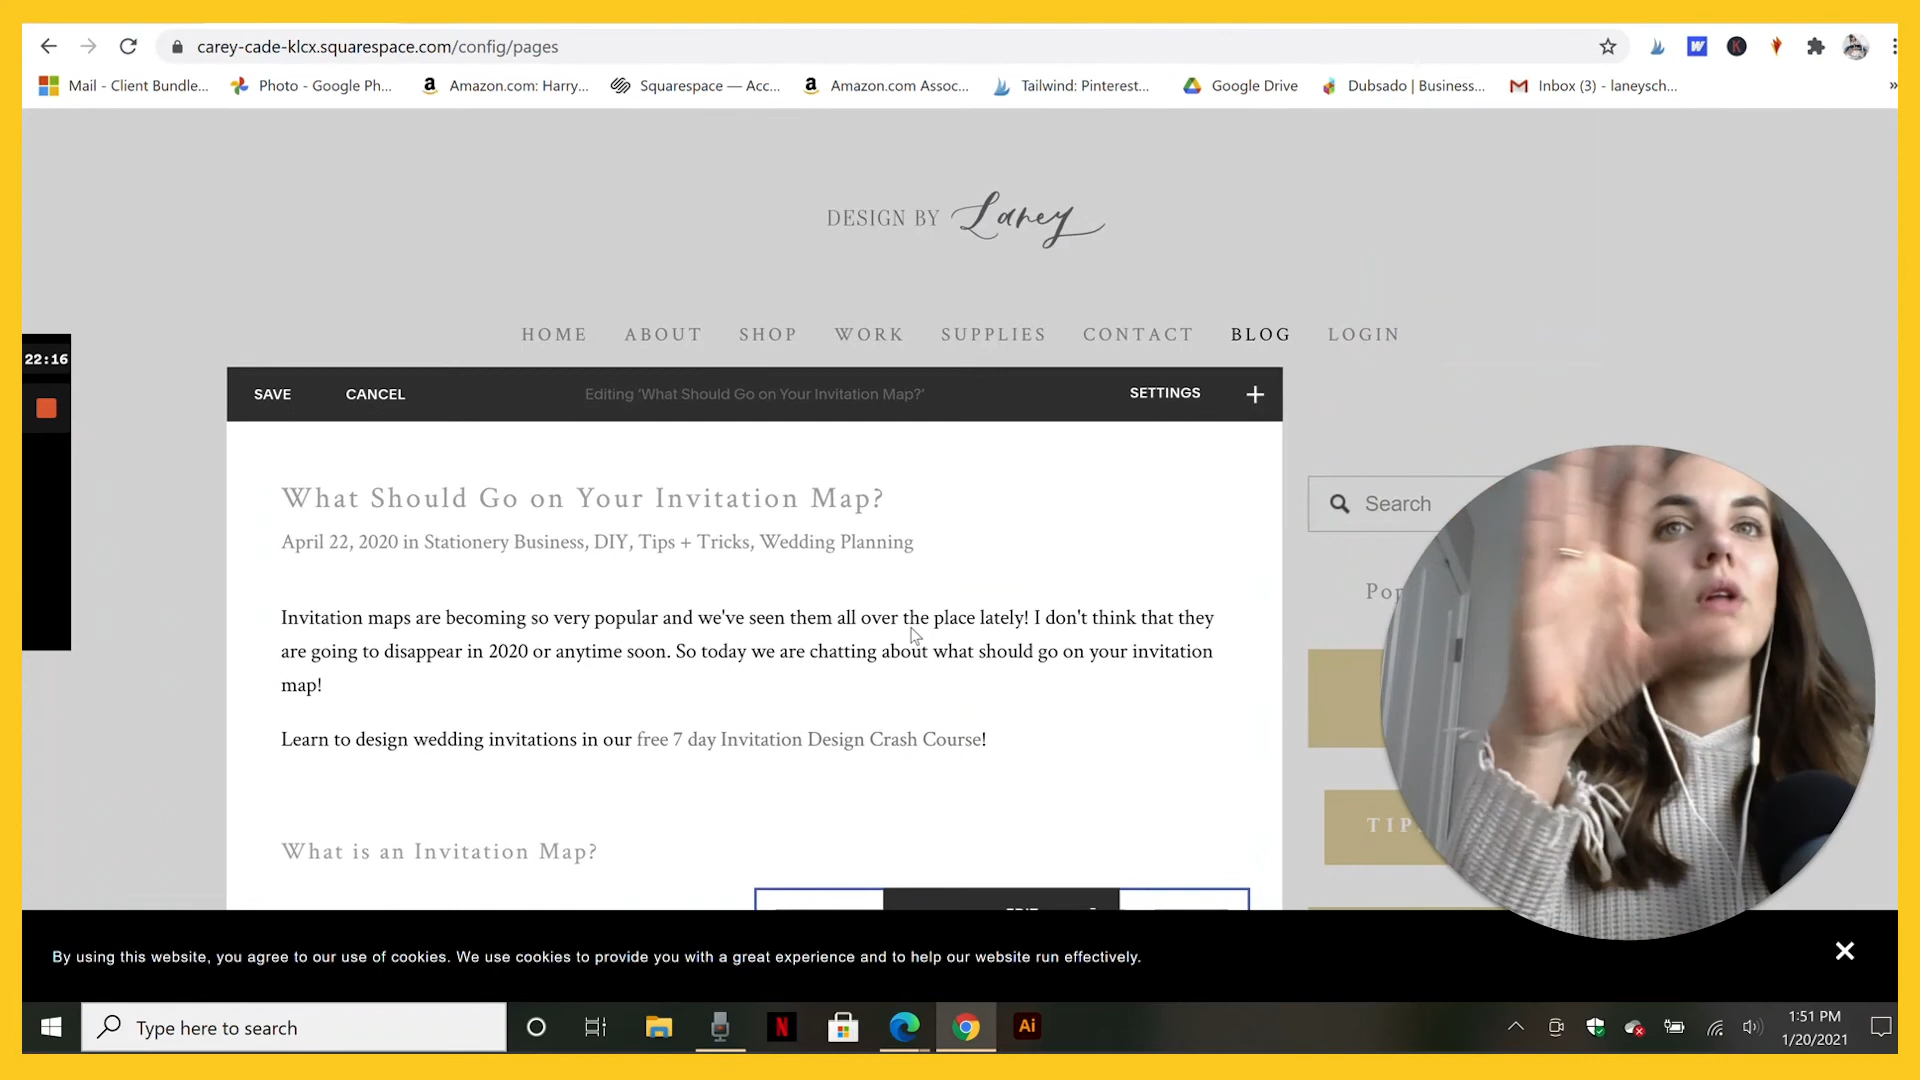 carey-cade-klcx.squarespace.com/config/pages
Mail - Client Bundle... Photo - Google Ph... Amazon.com: Harry... Squarespace — Acc... Amazon.com Assoc... Tailwind: Pinterest... Google Drive Dubsado | Business... Inbox (3) - laneysch... »
DESIGN BY Laney
HOME ABOUT SHOP WORK SUPPLIES CONTACT BLOG LOGIN
22:16
SAVE CANCEL Editing ‘What Should Go on Your Invitation Map?’ SETTINGS +
What Should Go on Your Invitation Map?
Search
April 22, 2020 in Stationery Business, DIY, Tips + Tricks, Wedding Planning
Invitation maps are becoming so very popular and we've seen them all over the place lately! I don't think that they
are going to disappear in 2020 or anytime soon. So today we are chatting about what should go on your invitation
map!
Learn to design wedding invitations in our free 7 day Invitation Design Crash Course!
TIP
What is an Invitation Map?
EDIT
By using this website, you agree to our use of cookies. We use cookies to provide you with a great experience and to help our website run effectively.
Type here to search
N
Ai
1:51 PM
1/20/2021